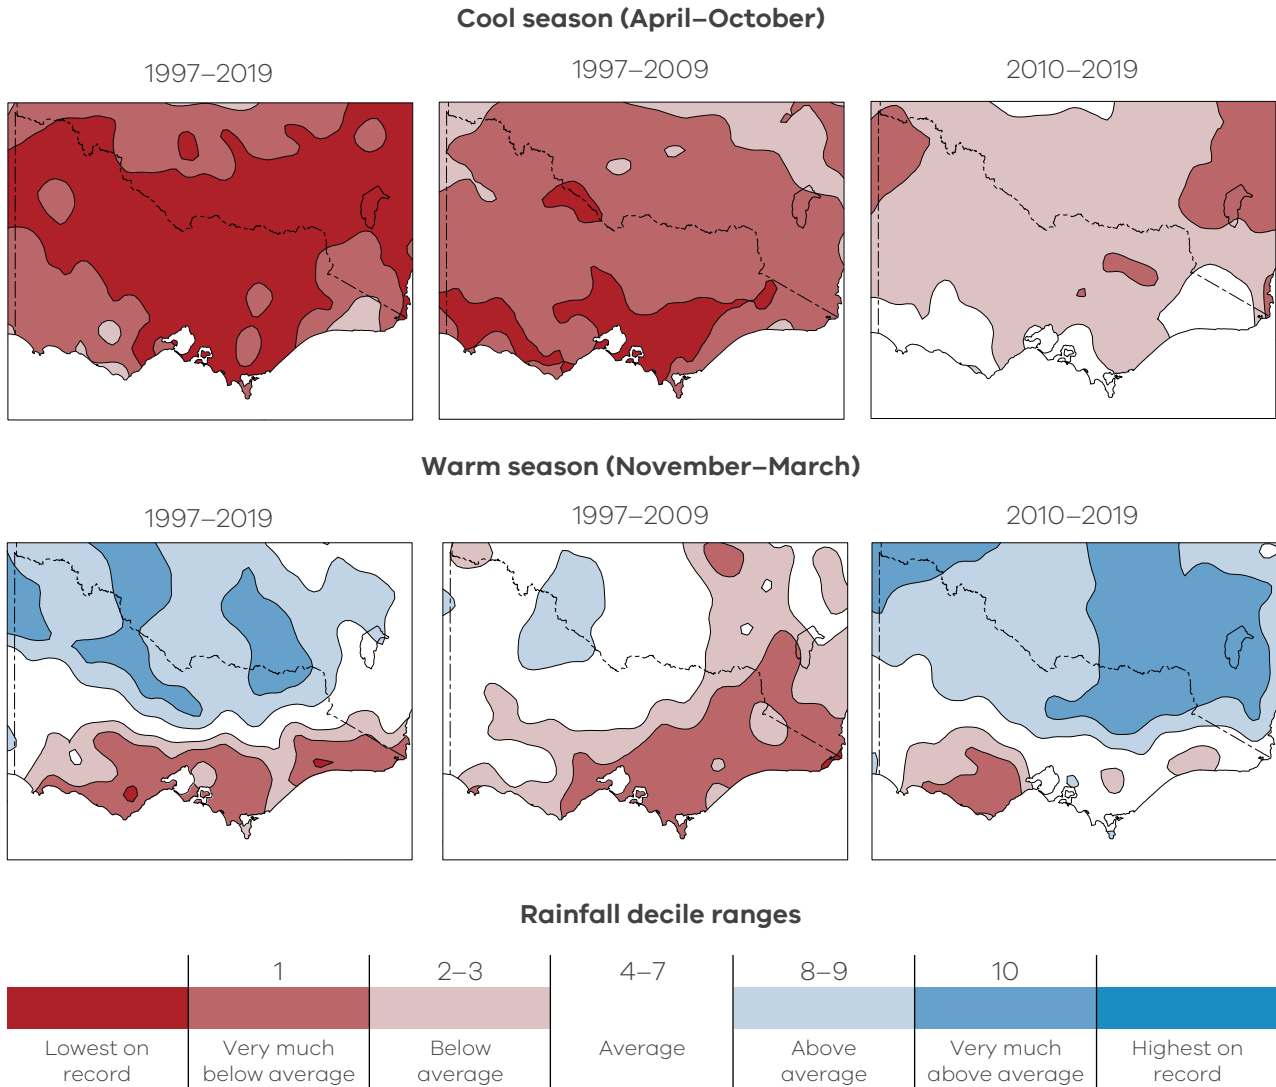 Cool season (April–October)
1997–2019
1997–2009
2010–2019
Warm season (November–March)
1997–2019
1997–2009
2010–2019
Rainfall decile ranges
1
2–3
4–7
8–9
10
Lowest on
record
Very much
below average
Below
average
Average
Above
average
Very much
above average
Highest on
record